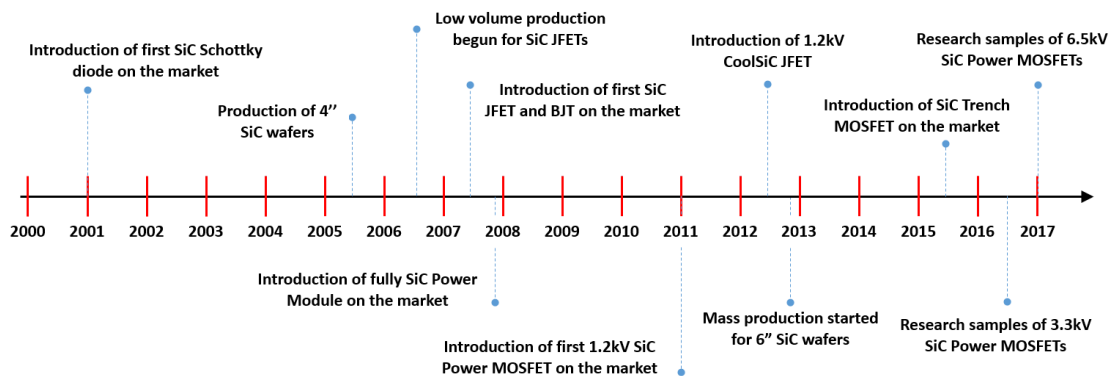 Introduction of first SiC Schottky
diode on the market
Production of 4’’
SiC wafers
Low volume production
begun for SiC JFETs
Introduction of first SiC
JFET and BJT on the market
Introduction of 1.2kV
CoolSiC JFET
Introduction of SiC Trench
MOSFET on the market
Research samples of 6.5kV
SiC Power MOSFETs
2000 2001 2002 2003 2004 2005 2006 2007 2008 2009 2010 2011 2012 2013 2014 2015 2016 2017
Introduction of fully SiC Power
Module on the market
Introduction of first 1.2kV SiC
Power MOSFET on the market
Mass production started
for 6” SiC wafers
Research samples of 3.3kV
SiC Power MOSFETs